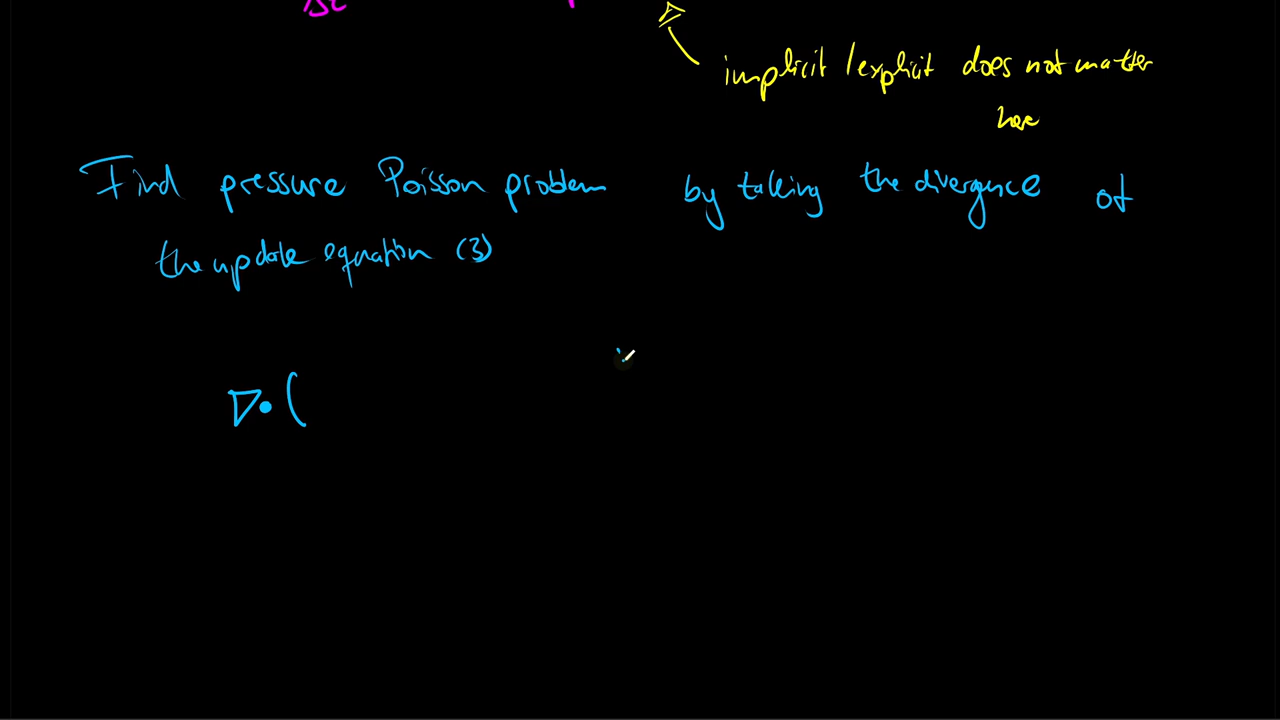 implicit / explicit does not matter
here
Find pressure Poisson problem by taking the divergence of
the update equation (3)
∇• (